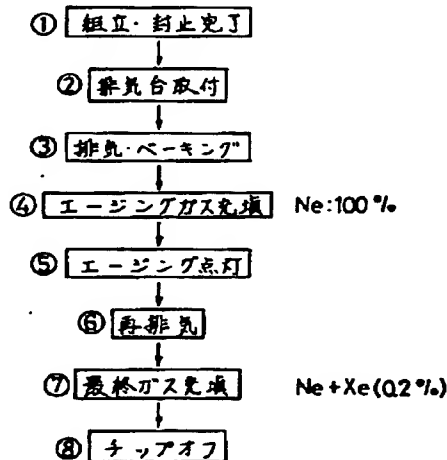 ① 組立・封止完了
② 排気台取付
③ 排気・ベーキング
④ エージングガス充填 Ne:100%
⑤ エージング点灯
⑥ 再排気
⑦ 最終ガス充填 Ne+Xe(0.2%)
⑧ チップオフ